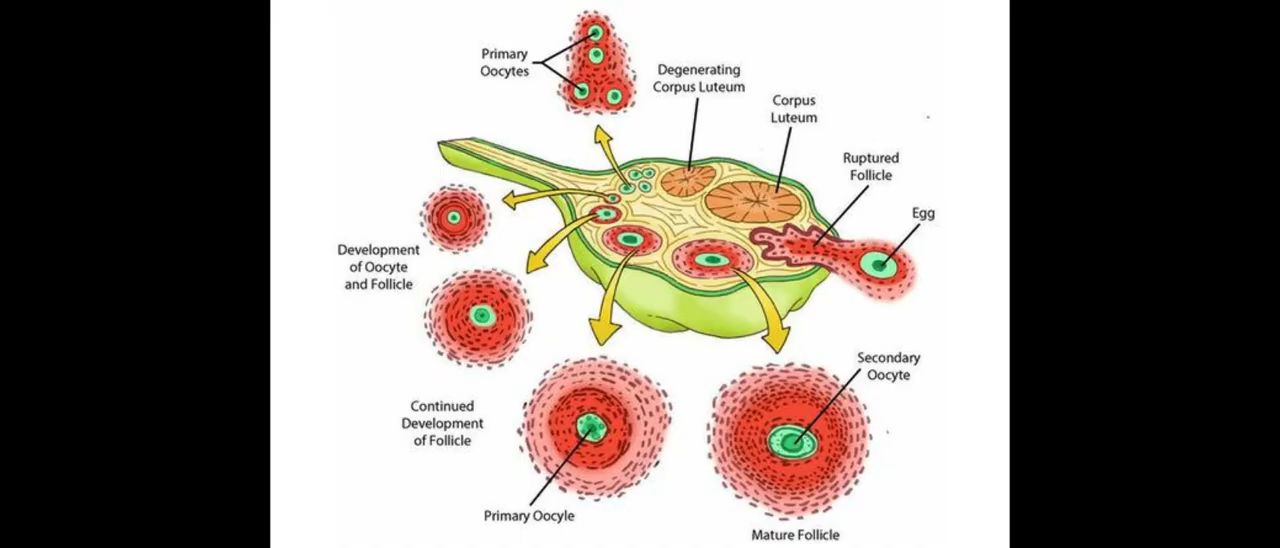 Primary
Oocytes
Degenerating
Corpus Luteum
Corpus
Luteum
Ruptured
Follicle
Egg
Development
of Oocyte
and Follicle
Secondary
Oocyte
Continued
Development
of Follicle
Primary Oocyle
Mature Follicle